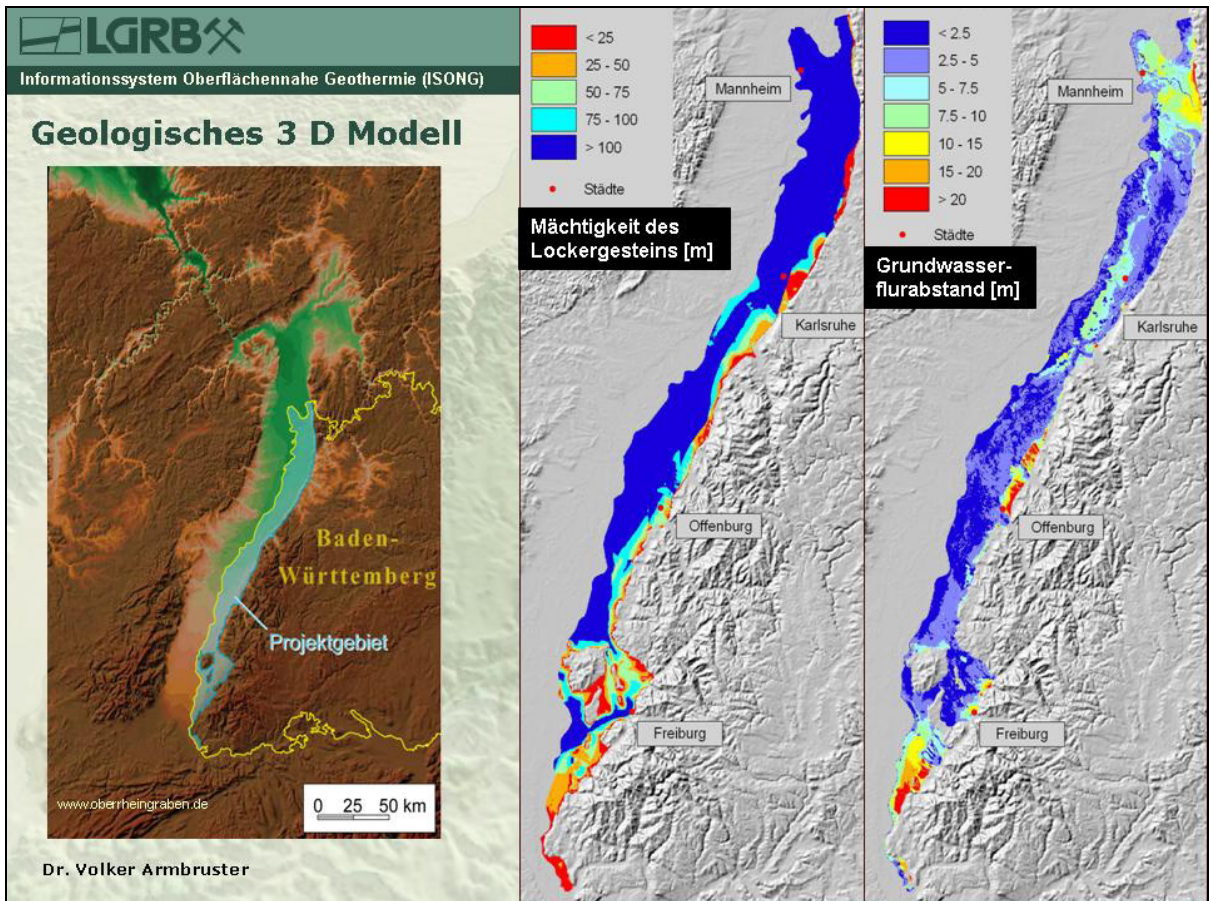 LGRB
Informationssystem Oberflächennahe Geothermie (ISONG)
Geologisches 3 D Modell
Baden-
Württemberg
Projektgebiet
www.oberrheingraben.de
0 25 50 km
Dr. Volker Armbruster
< 25
25 - 50
50 - 75
75 - 100
> 100
Städte
Mächtigkeit des
Lockergesteins [m]
Mannheim
Karlsruhe
Offenburg
Freiburg
< 2.5
2.5 - 5
5 - 7.5
7.5 - 10
10 - 15
15 - 20
> 20
Städte
Grundwasser-
flurabstand [m]
Mannheim
Karlsruhe
Offenburg
Freiburg